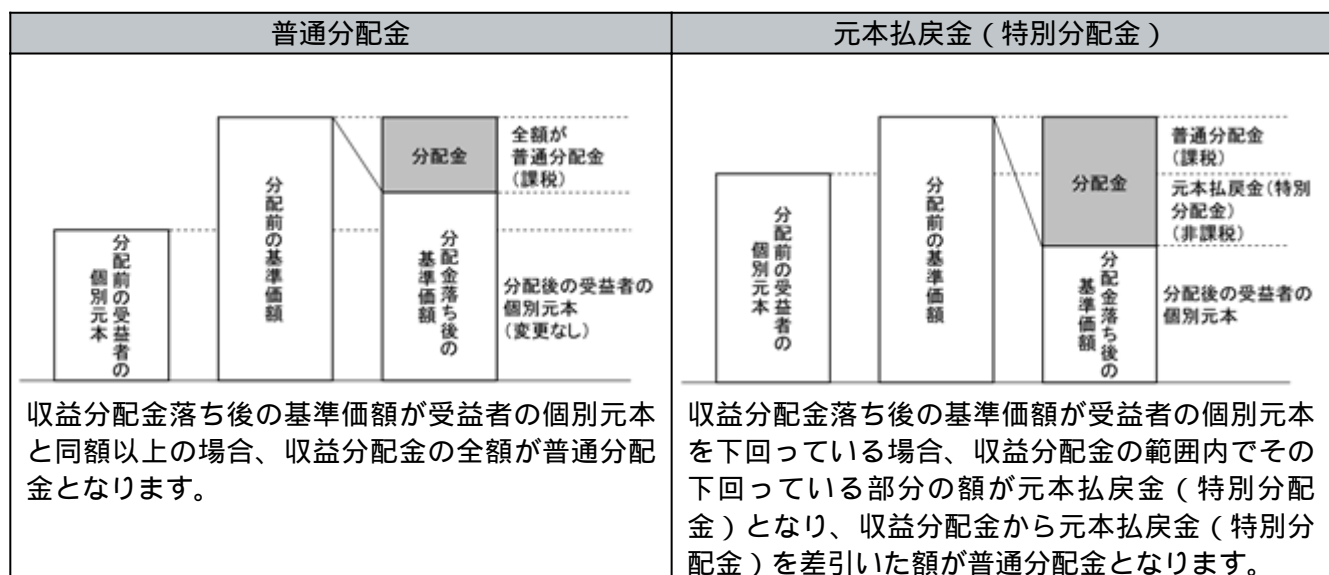 普通分配金
分配前の受益者の
個別元本
分配前の基準価額
分配金
分配金落ち後の
基準価額
全額が
普通分配金
(課税)
分配後の受益者の
個別元本
(変更なし)
収益分配金落ち後の基準価額が受益者の個別元本
と同額以上の場合、収益分配金の全額が普通分配
金となります。
元本払戻金(特別分配金)
分配前の受益者の
個別元本
分配前の基準価額
分配金
分配金落ち後の
基準価額
普通分配金
(課税)
元本払戻金(特別
分配金)
(非課税)
分配後の受益者の
個別元本
収益分配金落ち後の基準価額が受益者の個別元本
を下回っている場合、収益分配金の範囲内でその
下回っている部分の額が元本払戻金(特別分配
金)となり、収益分配金から元本払戻金(特別分
配金)を差引いた額が普通分配金となります。